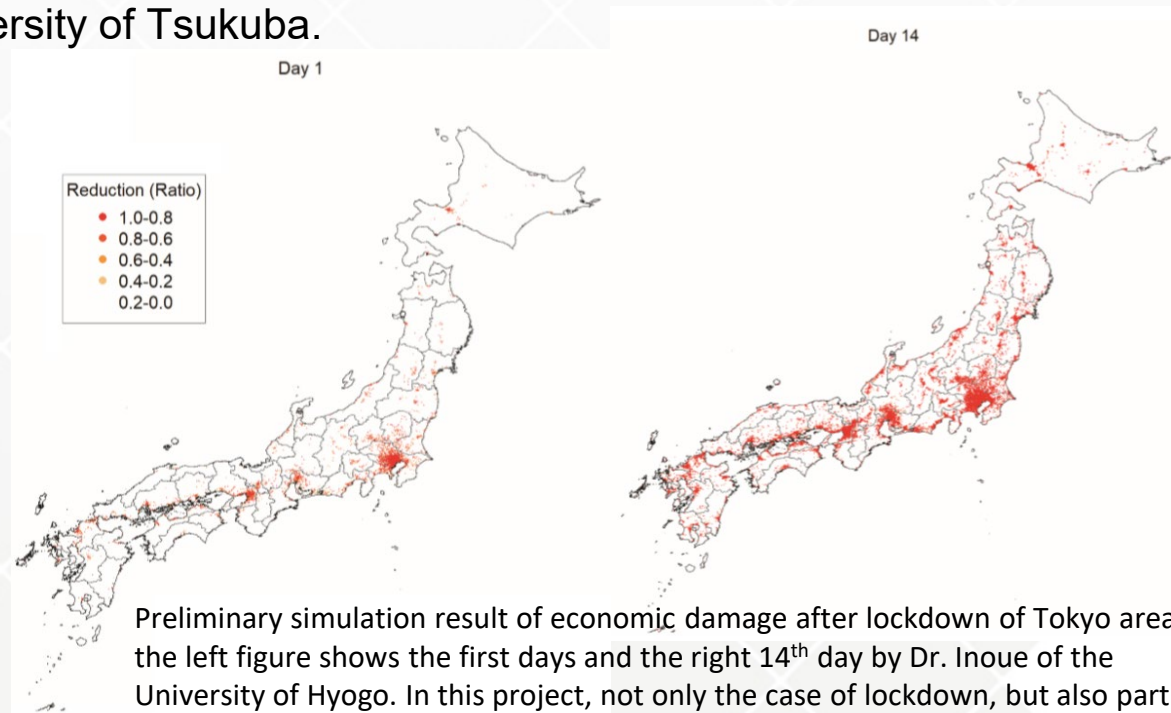 ersity of Tsukuba.
Day 1
Day 14
Reduction (Ratio)
1.0-0.8
0.8-0.6
0.6-0.4
0.4-0.2
0.2-0.0
Preliminary simulation result of economic damage after lockdown of Tokyo area
the left figure shows the first days and the right 14th day by Dr. Inoue of the
University of Hyogo. In this project, not only the case of lockdown, but also part